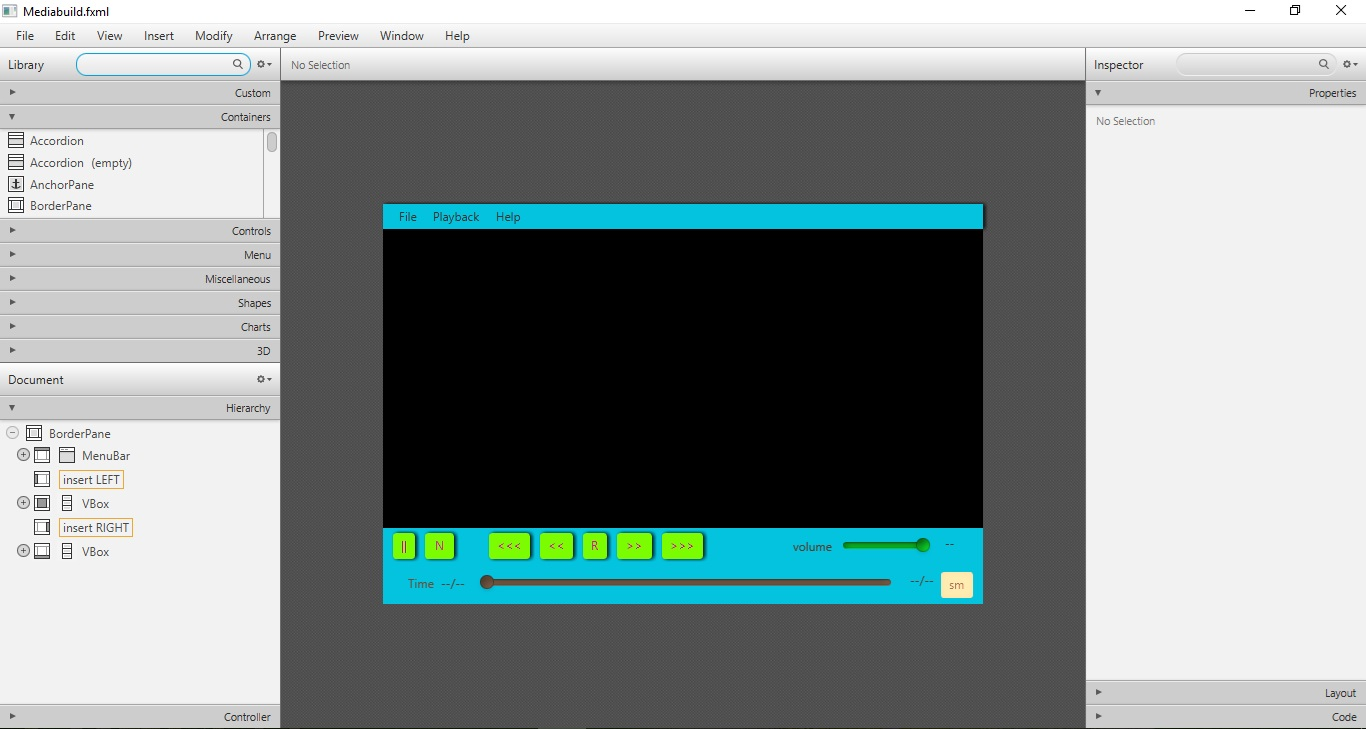 Mediabuild.fxml
File Edit View Insert Modify Arrange Preview Window Help
Library
Custom
Containers
Accordion
Accordion (empty)
AnchorPane
BorderPane
Controls
Menu
Miscellaneous
Shapes
Charts
3D
Document
Hierarchy
BorderPane
MenuBar
insert LEFT
VBox
insert RIGHT
VBox
Controller
No Selection
File Playback Help
|| N <<< << R >> >>> volume --
Time --/-- --/-- sm
Inspector
Properties
No Selection
Layout
Code